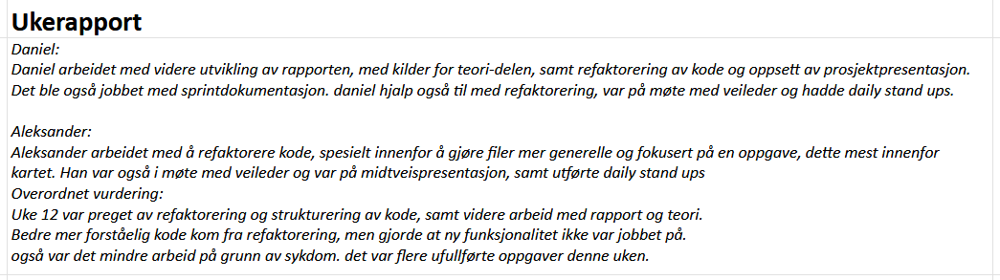 Ukerapport
Daniel:
Daniel arbeidet med videre utvikling av rapporten, med kilder for teori-delen, samt refaktorering av kode og oppsett av prosjektpresentasjon.
Det ble også jobbet med sprintdokumentasjon. daniel hjalp også til med refaktorering, var på møte med veileder og hadde daily stand ups.
Aleksander:
Aleksander arbeidet med å refaktorere kode, spesielt innenfor å gjøre filer mer generelle og fokusert på en oppgave, dette mest innenfor
kartet. Han var også i møte med veileder og var på midtveispresentasjon, samt utførte daily stand ups
Overordnet vurdering:
Uke 12 var preget av refaktorering og strukturering av kode, samt videre arbeid med rapport og teori.
Bedre mer forståelig kode kom fra refaktorering, men gjorde at ny funksjonalitet ikke var jobbet på.
også var det mindre arbeid på grunn av sykdom. det var flere ufullførte oppgaver denne uken.